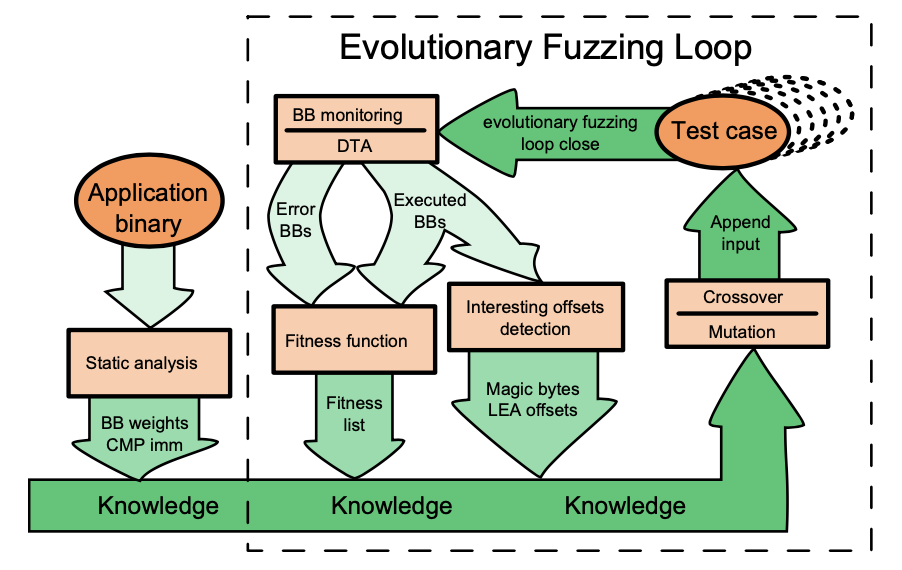 Evolutionary Fuzzing Loop
BB monitoring
DTA
evolutionary fuzzing
loop close
Test case
Application
binary
Error
BBs
Executed
BBs
Append
input
Static analysis
Fitness function
Interesting offsets
detection
Crossover
Mutation
BB weights
CMP imm
Fitness
list
Magic bytes
LEA offsets
Knowledge
Knowledge
Knowledge